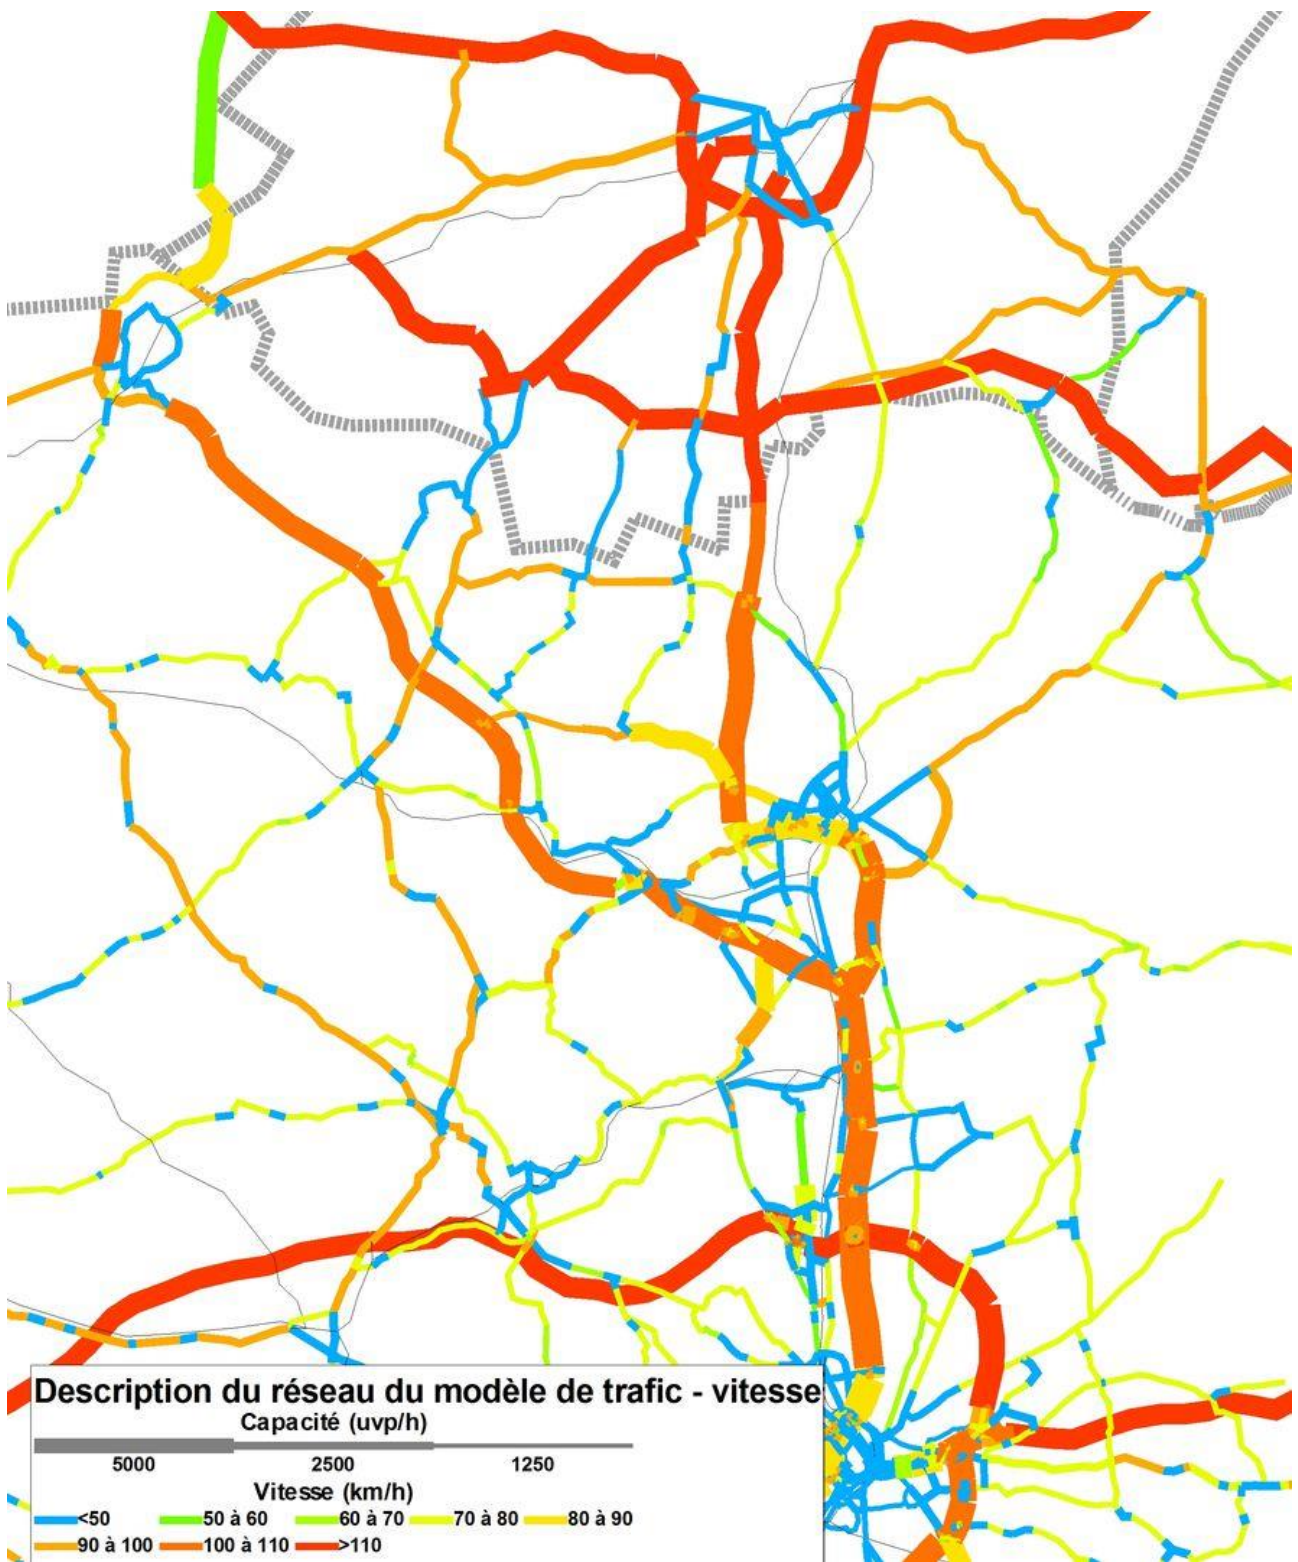 Description du réseau du modèle de trafic - vitesse
Capacité (uvp/h)
5000 2500 1250
Vitesse (km/h)
<50 50 à 60 60 à 70 70 à 80 80 à 90
90 à 100 100 à 110 >110